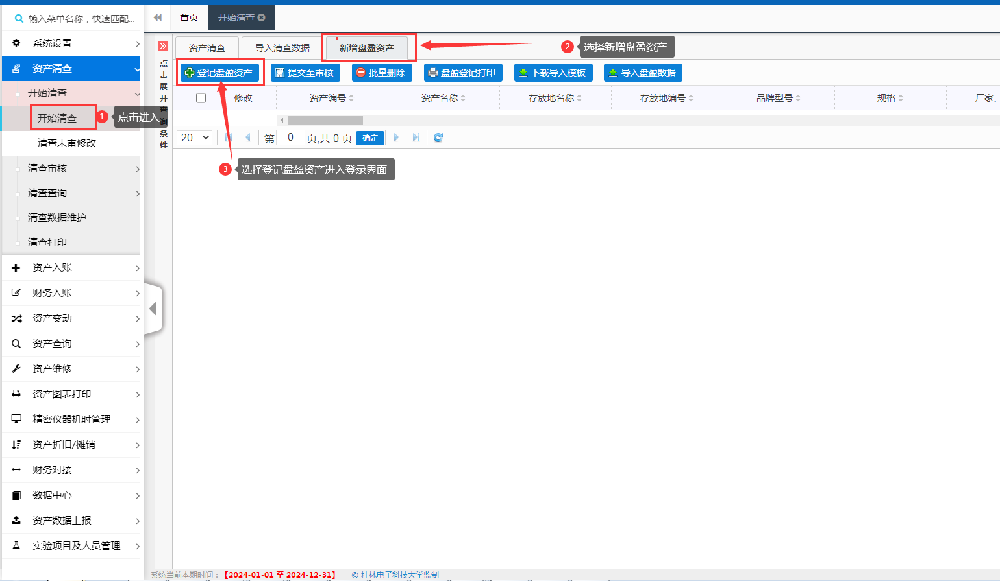 输入菜单名称，快速匹配...
首页
开始清查
系统设置
资产清查
开始清查
开始清查
1
点击进入
清查未审修改
清查审核
清查查询
清查数据维护
清查打印
资产入账
财务入账
资产变动
资产查询
资产维修
资产图表打印
精密仪器机时管理
资产折旧/摊销
财务对接
数据中心
资产数据上报
实验项目及人员管理
点击展开查询条件
资产清查
导入清查数据
新增盘盈资产
2
选择新增盘盈资产
登记盘盈资产
提交至审核
批量删除
盘盈登记打印
下载导入模板
导入盘盈数据
修改
资产编号
资产名称
存放地名称
存放地编号
品牌型号
规格
厂家、
20
第 0 页,共 0 页
确定
3
选择登记盘盈资产进入登录界面
系统当前本期时间：【2024-01-01 至 2024-12-31】
© 桂林电子科技大学监制